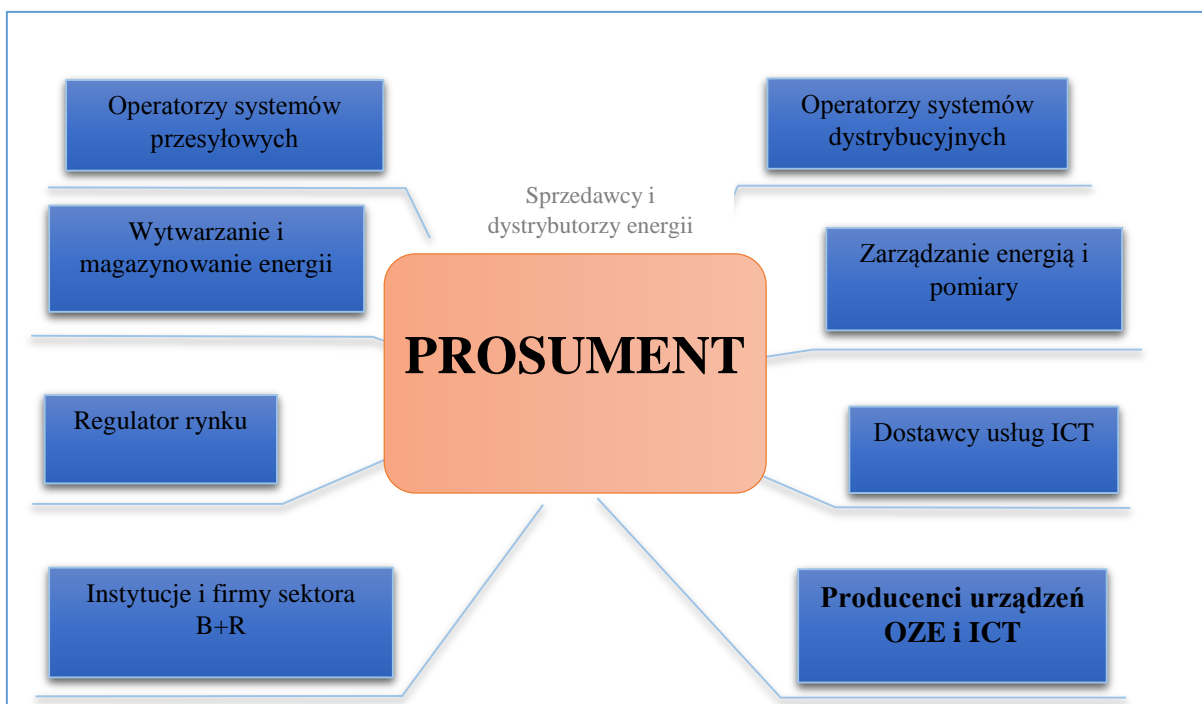 Operatorzy systemów
przesyłowych
Operatorzy systemów
dystrybucyjnych
Sprzedawcy i
dystrybutorzy energii
Wytwarzanie i
magazynowanie energii
Zarządzanie energią i
pomiary
PROSUMENT
Regulator rynku
Dostawcy usług ICT
Instytucje i firmy sektora
B+R
Producenci urządzeń
OZE i ICT